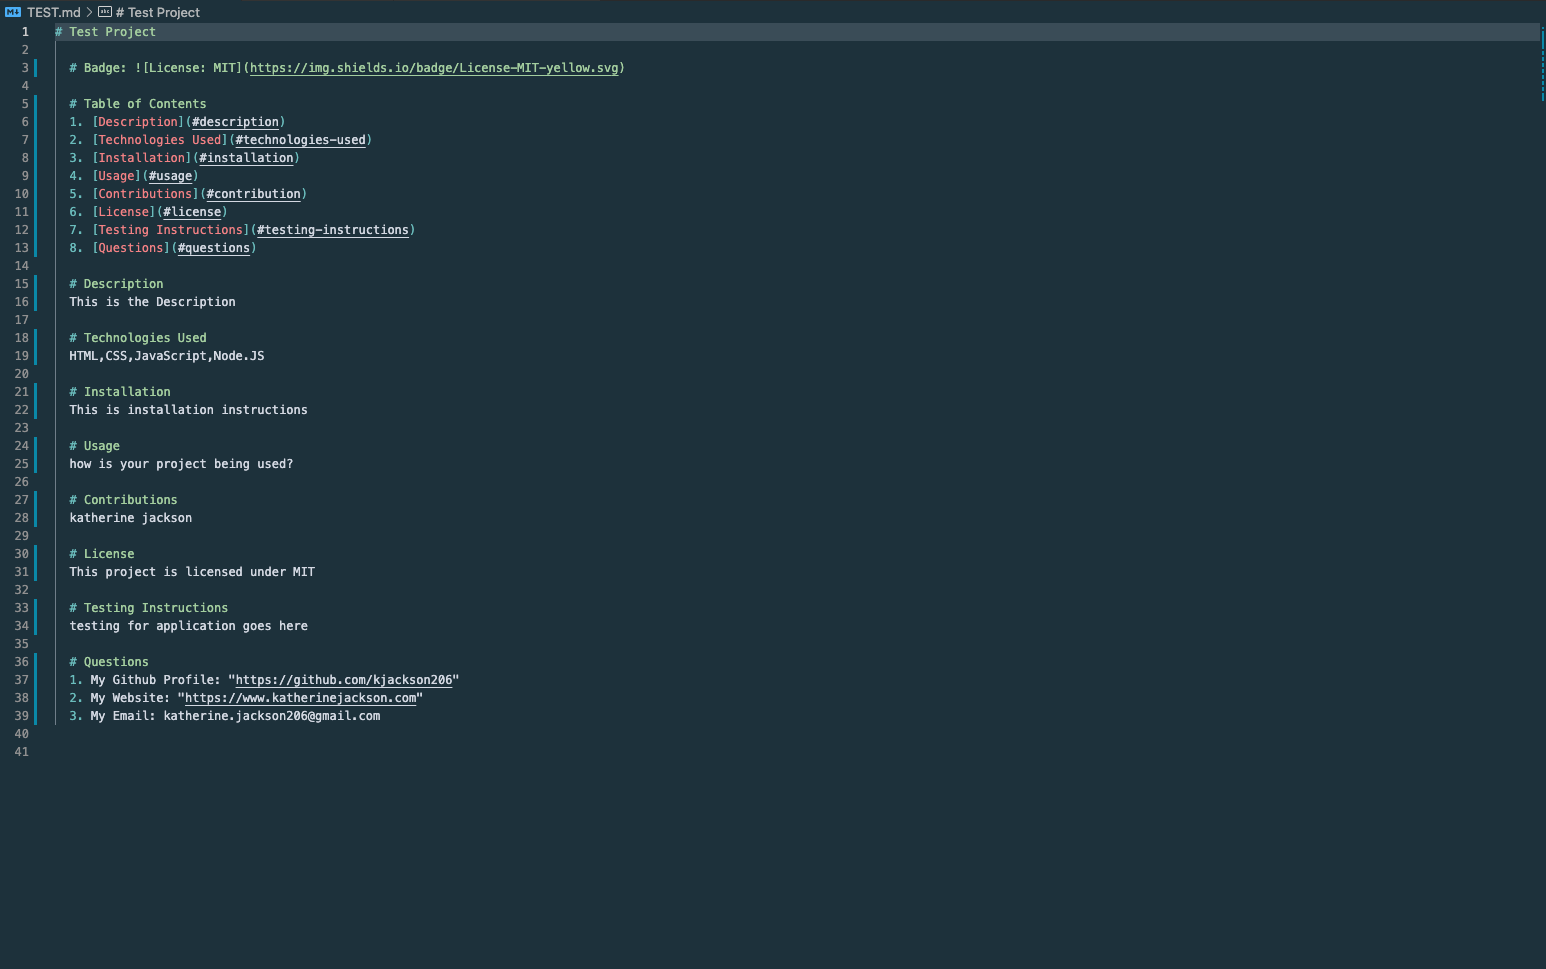 TEST.md > # Test Project
1 # Test Project
2
3 # Badge: ![License: MIT](https://img.shields.io/badge/License-MIT-yellow.svg)
4
5 # Table of Contents
6 1. [Description](#description)
7 2. [Technologies Used](#technologies-used)
8 3. [Installation](#installation)
9 4. [Usage](#usage)
10 5. [Contributions](#contribution)
11 6. [License](#license)
12 7. [Testing Instructions](#testing-instructions)
13 8. [Questions](#questions)
14
15 # Description
16 This is the Description
17
18 # Technologies Used
19 HTML,CSS,JavaScript,Node.JS
20
21 # Installation
22 This is installation instructions
23
24 # Usage
25 how is your project being used?
26
27 # Contributions
28 katherine jackson
29
30 # License
31 This project is licensed under MIT
32
33 # Testing Instructions
34 testing for application goes here
35
36 # Questions
37 1. My Github Profile: "https://github.com/kjackson206"
38 2. My Website: "https://www.katherinejackson.com"
39 3. My Email: katherine.jackson206@gmail.com
40
41